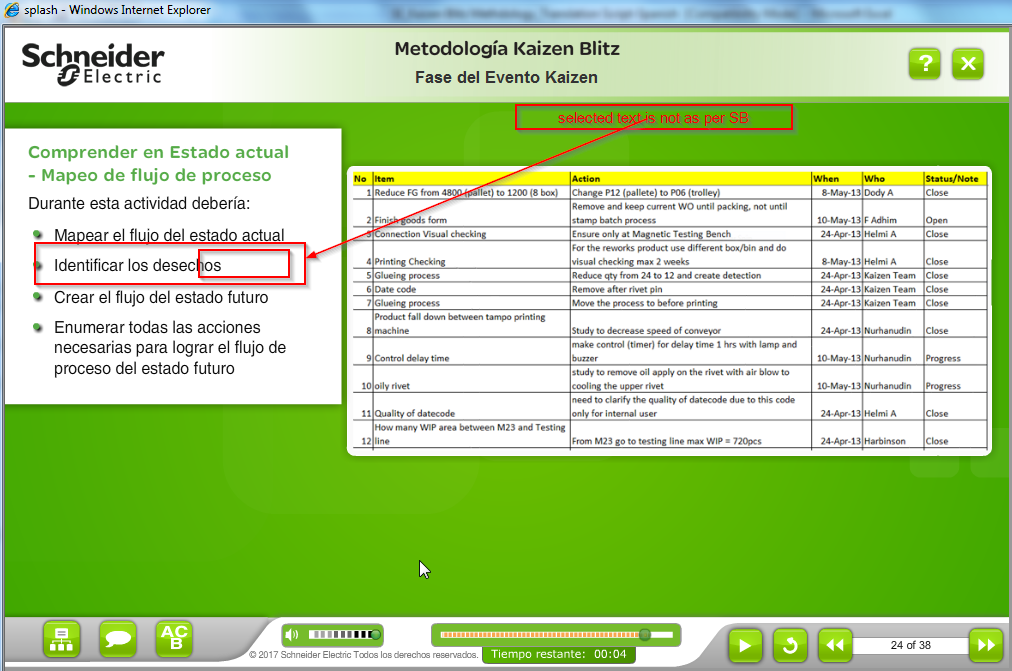 splash - Windows Internet Explorer
Schneider
Electric
Metodología Kaizen Blitz
Fase del Evento Kaizen
?
X
selected text is not as per SB
Comprender en Estado actual
- Mapeo de flujo de proceso
Durante esta actividad debería:
Mapear el flujo del estado actual
Identificar los desechos
Crear el flujo del estado futuro
Enumerar todas las acciones
necesarias para lograr el flujo de
proceso del estado futuro
No Item Action When Who Status/Note
1 Reduce FG from 4800 (pallet) to 1200 (8 box) Change P12 (pallete) to P06 (trolley) 8-May-13 Dody A Close
Remove and keep current WO until packing, not until
2 Finish goods form stamp batch process 10-May-13 F Adhim Open
3 Connection Visual checking Ensure only at Magnetic Testing Bench 24-Apr-13 Helmi A Close
For the reworks product use different box/bin and do
4 Printing Checking visual checking max 2 weeks 8-May-13 Helmi A Close
5 Glueing process Reduce qty from 24 to 12 and create detection 24-Apr-13 Kaizen Team Close
6 Date code Remove after rivet pin 24-Apr-13 Kaizen Team Close
7 Glueing process Move the process to before printing 24-Apr-13 Kaizen Team Close
Product fall down between tampo printing
8 machine Study to decrease speed of conveyor 24-Apr-13 Nurhanudin Close
make control (timer) for delay time 1 hrs with lamp and
9 Control delay time buzzer 10-May-13 Nurhanudin Progress
study to remove oil apply on the rivet with air blow to
10 oily rivet cooling the upper rivet 10-May-13 Nurhanudin Progress
need to clarify the quality of datecode due to this code
11 Quality of datecode only for internal user 24-Apr-13 Helmi A Close
How many WIP area between M23 and Testing
12 line From M23 go to testing line max WIP = 720pcs 24-Apr-13 Harbinson Close
AC
B
© 2017 Schneider Electric Todos los derechos reservados.
Tiempo restante: 00:04
24 of 38